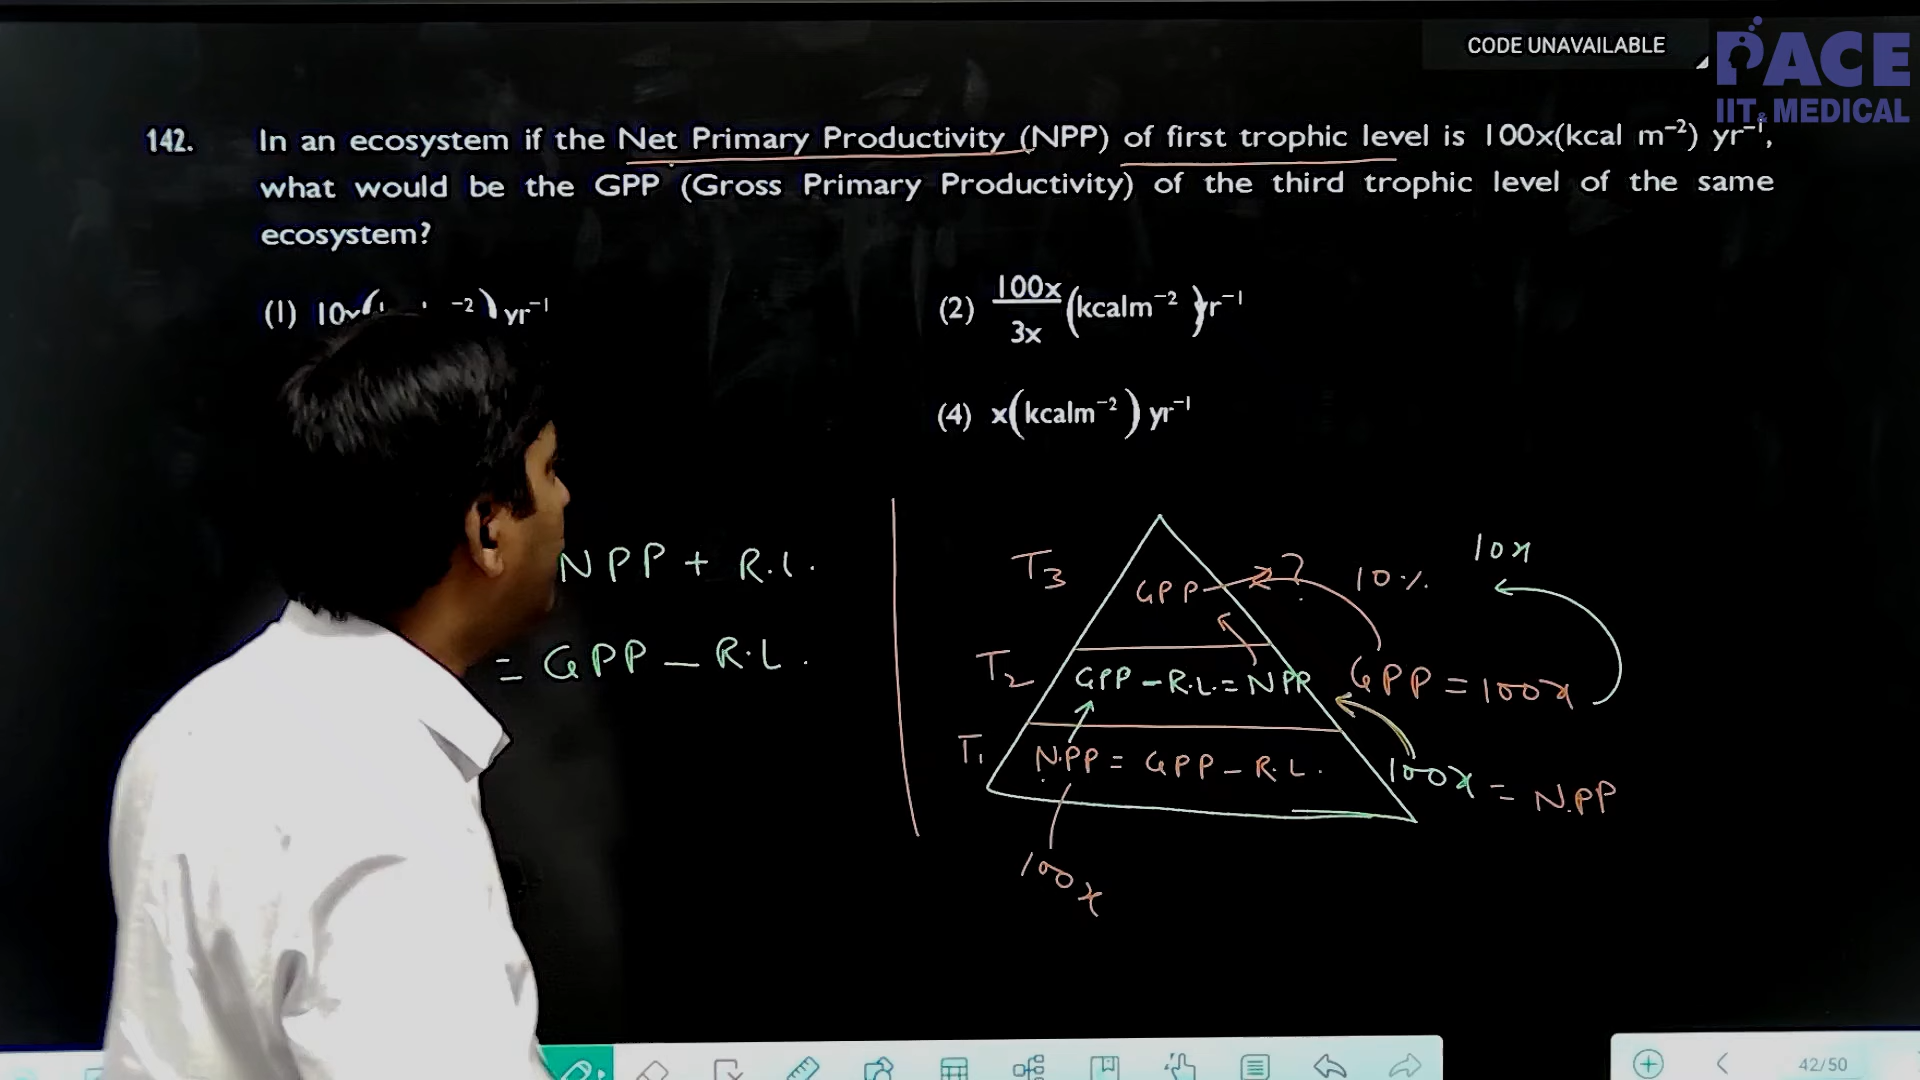 CODE UNAVAILABLE
PACE
IIT & MEDICAL
142. In an ecosystem if the Net Primary Productivity (NPP) of first trophic level is 100x(kcal m⁻²) yr⁻¹,
what would be the GPP (Gross Primary Productivity) of the third trophic level of the same
ecosystem?
(1) 10x( ⁻²) yr⁻¹
(2) 100x/3x (kcalm⁻²)yr⁻¹
(4) x(kcalm⁻²) yr⁻¹
NPP + R.L.
= GPP – R.L.
T3 GPP → ? 10% 10x
T2 GPP – R.L. = NPP GPP = 100x
T1 NPP = GPP – R.L. 100x = NPP
100x
42/50